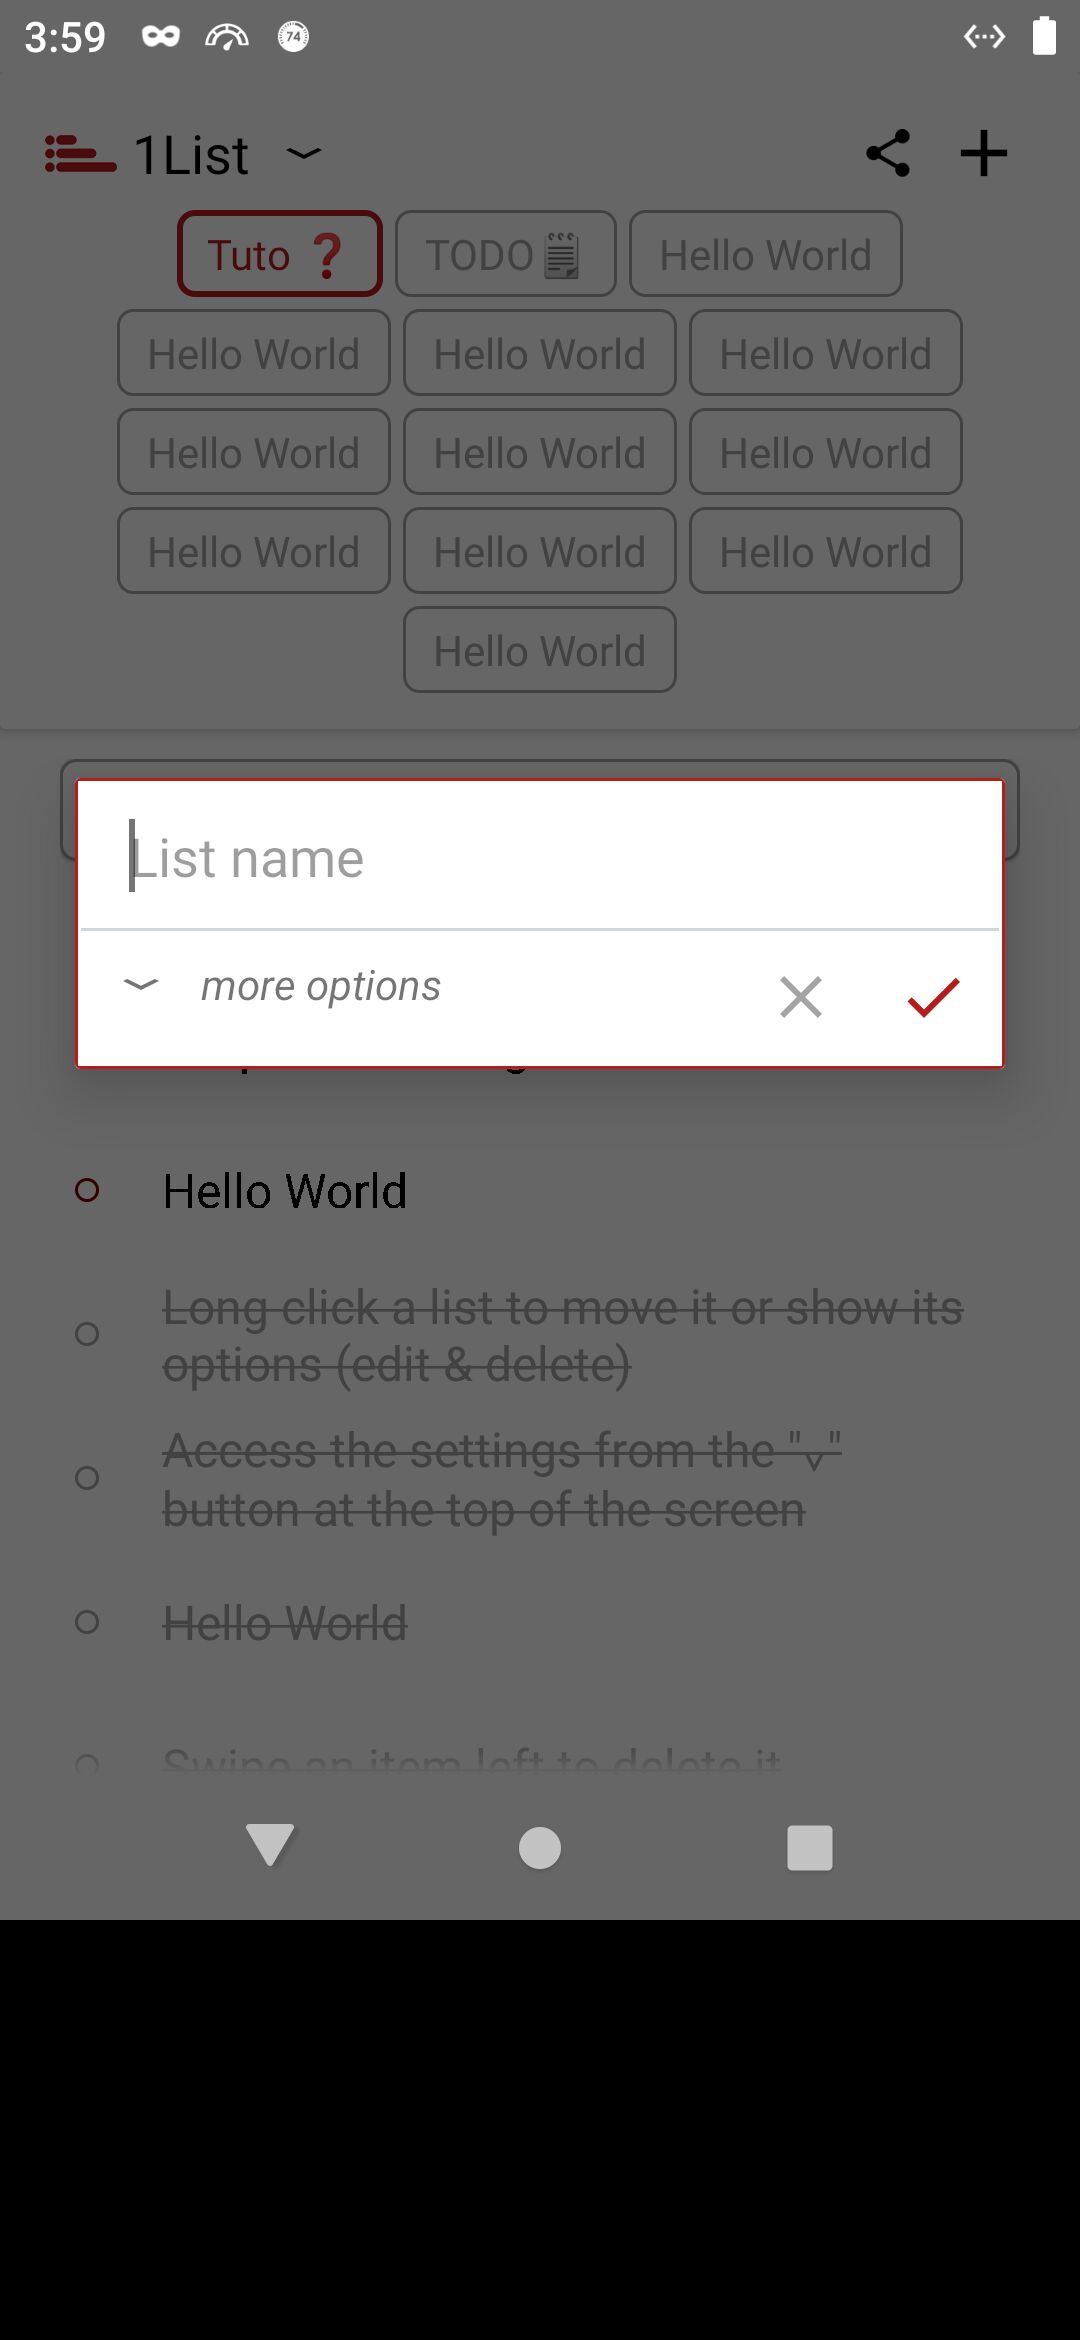 3:59
74
1List
Tuto ❓ TODO🗒 Hello World
Hello World Hello World Hello World
Hello World Hello World Hello World
Hello World Hello World Hello World
Hello World
List name
more options
Hello World
Long click a list to move it or show its
options (edit & delete)
Access the settings from the "⌄"
button at the top of the screen
Hello World
Swipe an item left to delete it